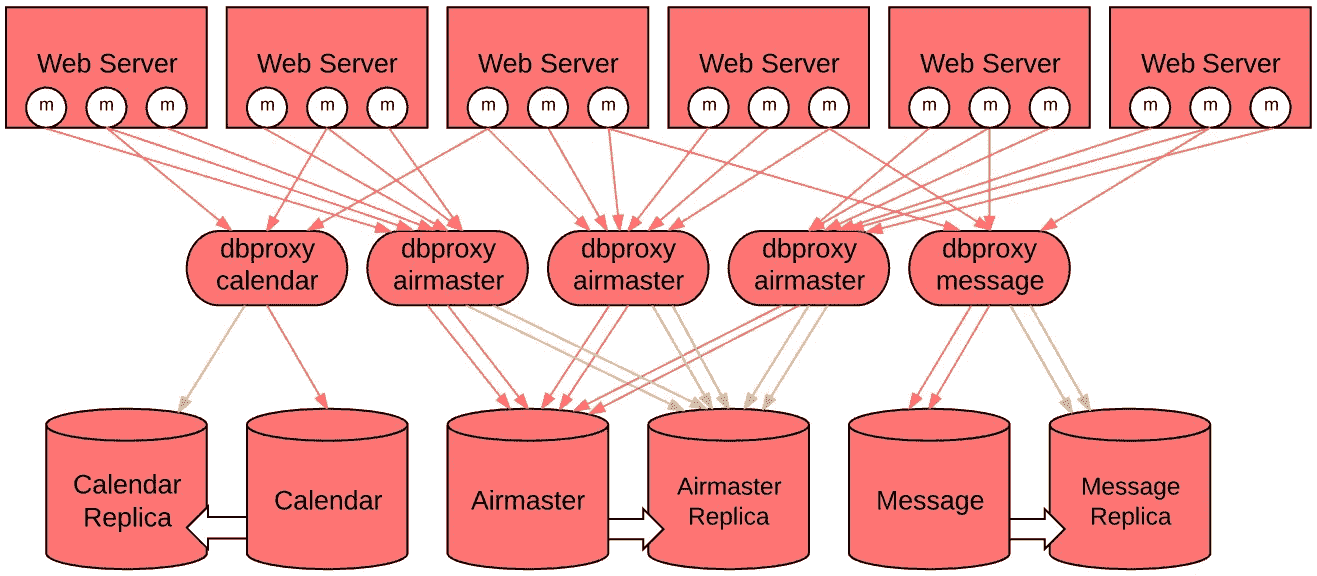 Web Server
m m m
Web Server
m m m
Web Server
m m m
Web Server
m m m
Web Server
m m m
Web Server
m m m
dbproxy
calendar
dbproxy
airmaster
dbproxy
airmaster
dbproxy
airmaster
dbproxy
message
Calendar
Replica
Calendar
Airmaster
Airmaster
Replica
Message
Message
Replica